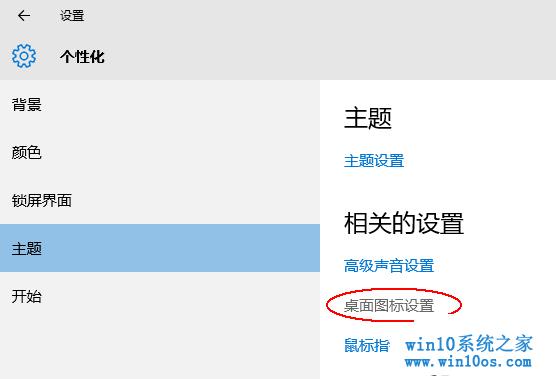 设置
个性化
背景
颜色
锁屏界面
主题
开始
主题
主题设置
相关的设置
高级声音设置
桌面图标设置
鼠标指
win10系统之家
www.win10os.com